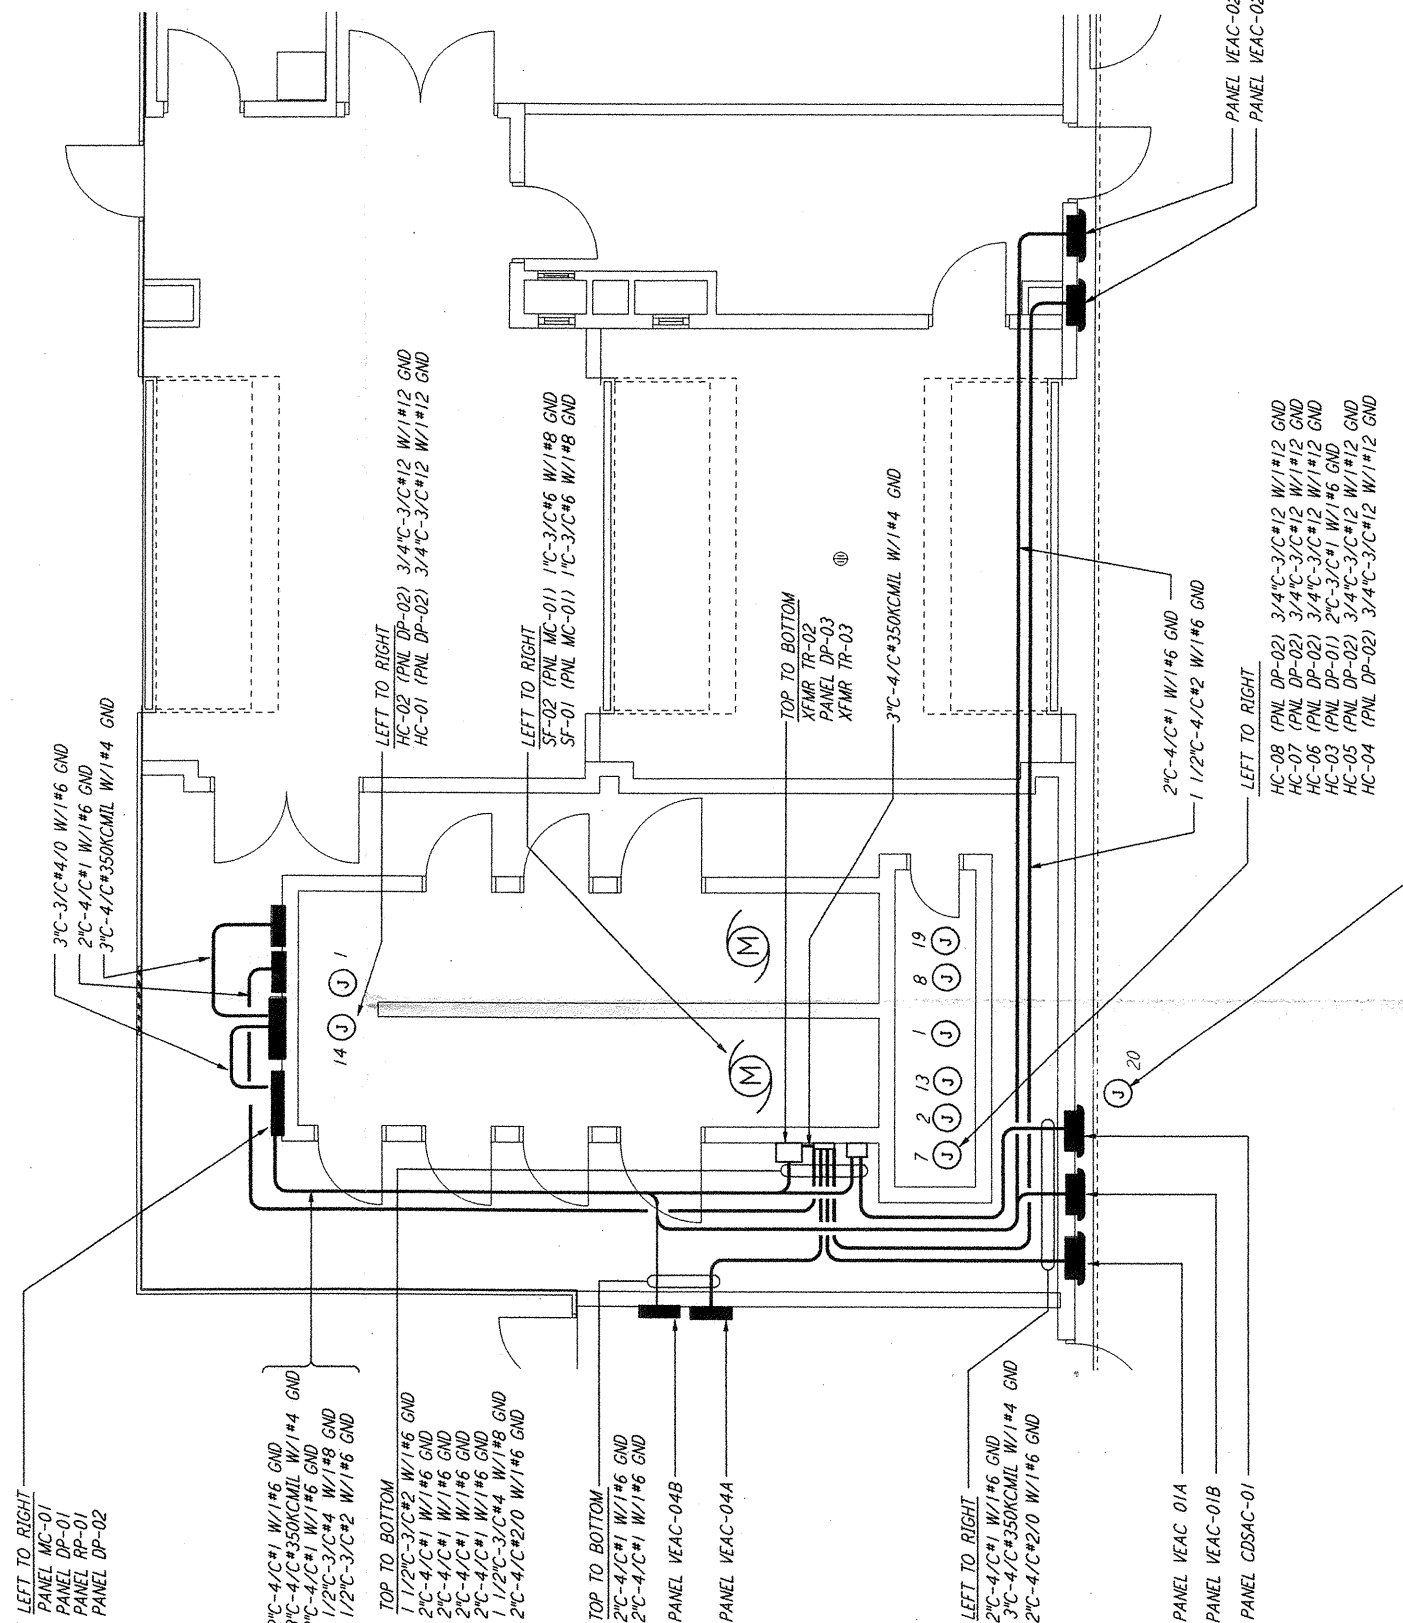 PANEL VEAC-02
PANEL VEAC-02
3"C-3/C#4/0 W/1#6 GND
2"C-4/C#1 W/1#6 GND
3"C-4/C#350KCMIL W/1#4 GND
LEFT TO RIGHT
HC-02 (PNL DP-02) 3/4"C-3/C#12 W/1#12 GND
HC-01 (PNL DP-02) 3/4"C-3/C#12 W/1#12 GND
LEFT TO RIGHT
SF-02 (PNL MC-01) 1"C-3/C#6 W/1#8 GND
SF-01 (PNL MC-01) 1"C-3/C#6 W/1#8 GND
TOP TO BOTTOM
XFMR TR-02
PANEL DP-03
XFMR TR-03
3"C-4/C#350KCMIL W/1#4 GND
2"C-4/C#1 W/1#6 GND
1 1/2"C-4/C#2 W/1#6 GND
LEFT TO RIGHT
HC-08 (PNL DP-02) 3/4"C-3/C#12 W/1#12 GND
HC-07 (PNL DP-02) 3/4"C-3/C#12 W/1#12 GND
HC-06 (PNL DP-02) 3/4"C-3/C#12 W/1#12 GND
HC-03 (PNL DP-01) 2"C-3/C#1 W/1#6 GND
HC-05 (PNL DP-02) 3/4"C-3/C#12 W/1#12 GND
HC-04 (PNL DP-02) 3/4"C-3/C#12 W/1#12 GND
14 J
J 1
M
M
7 J
2 J
13 J
1 J
8 J
19 J
J 20
LEFT TO RIGHT
PANEL MC-01
PANEL DP-01
PANEL RP-01
PANEL DP-02
2"C-4/C#1 W/1#6 GND
3"C-4/C#350KCMIL W/1#4 GND
2"C-4/C#1 W/1#6 GND
1/2"C-3/C#4 W/1#8 GND
1/2"C-3/C#2 W/1#6 GND
TOP TO BOTTOM
1 1/2"C-3/C#2 W/1#6 GND
2"C-4/C#1 W/1#6 GND
2"C-4/C#1 W/1#6 GND
2"C-4/C#1 W/1#6 GND
2"C-4/C#1 W/1#6 GND
1 1/2"C-3/C#4 W/1#8 GND
2"C-4/C#2/0 W/1#6 GND
TOP TO BOTTOM
2"C-4/C#1 W/1#6 GND
2"C-4/C#1 W/1#6 GND
PANEL VEAC-04B
PANEL VEAC-04A
LEFT TO RIGHT
2"C-4/C#1 W/1#6 GND
3"C-4/C#350KCMIL W/1#4 GND
2"C-4/C#2/0 W/1#6 GND
PANEL VEAC 01A
PANEL VEAC-01B
PANEL CDSAC-01